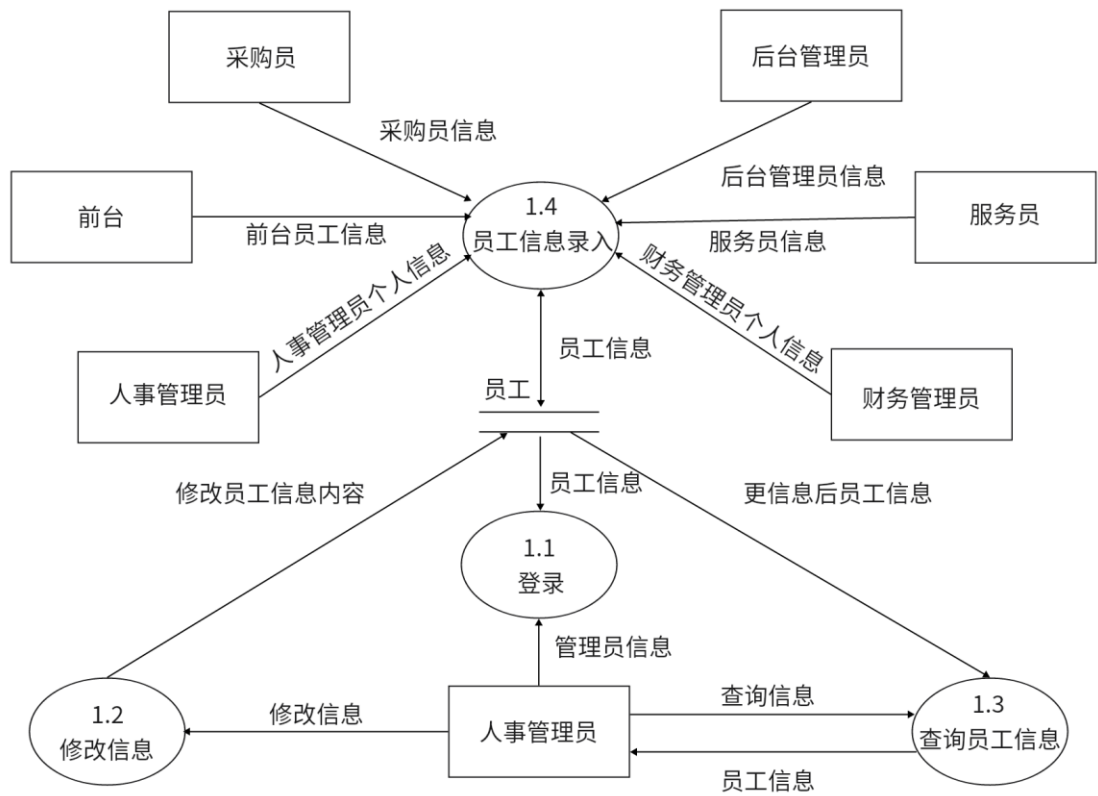 采购员
后台管理员
采购员信息
后台管理员信息
前台
1.4
员工信息录入
服务员
前台员工信息
服务员信息
人事管理员个人信息
财务管理员个人信息
员工信息
人事管理员
员工
财务管理员
修改员工信息内容
员工信息
更信息后员工信息
1.1
登录
管理员信息
1.2
修改信息
修改信息
人事管理员
查询信息
1.3
查询员工信息
员工信息